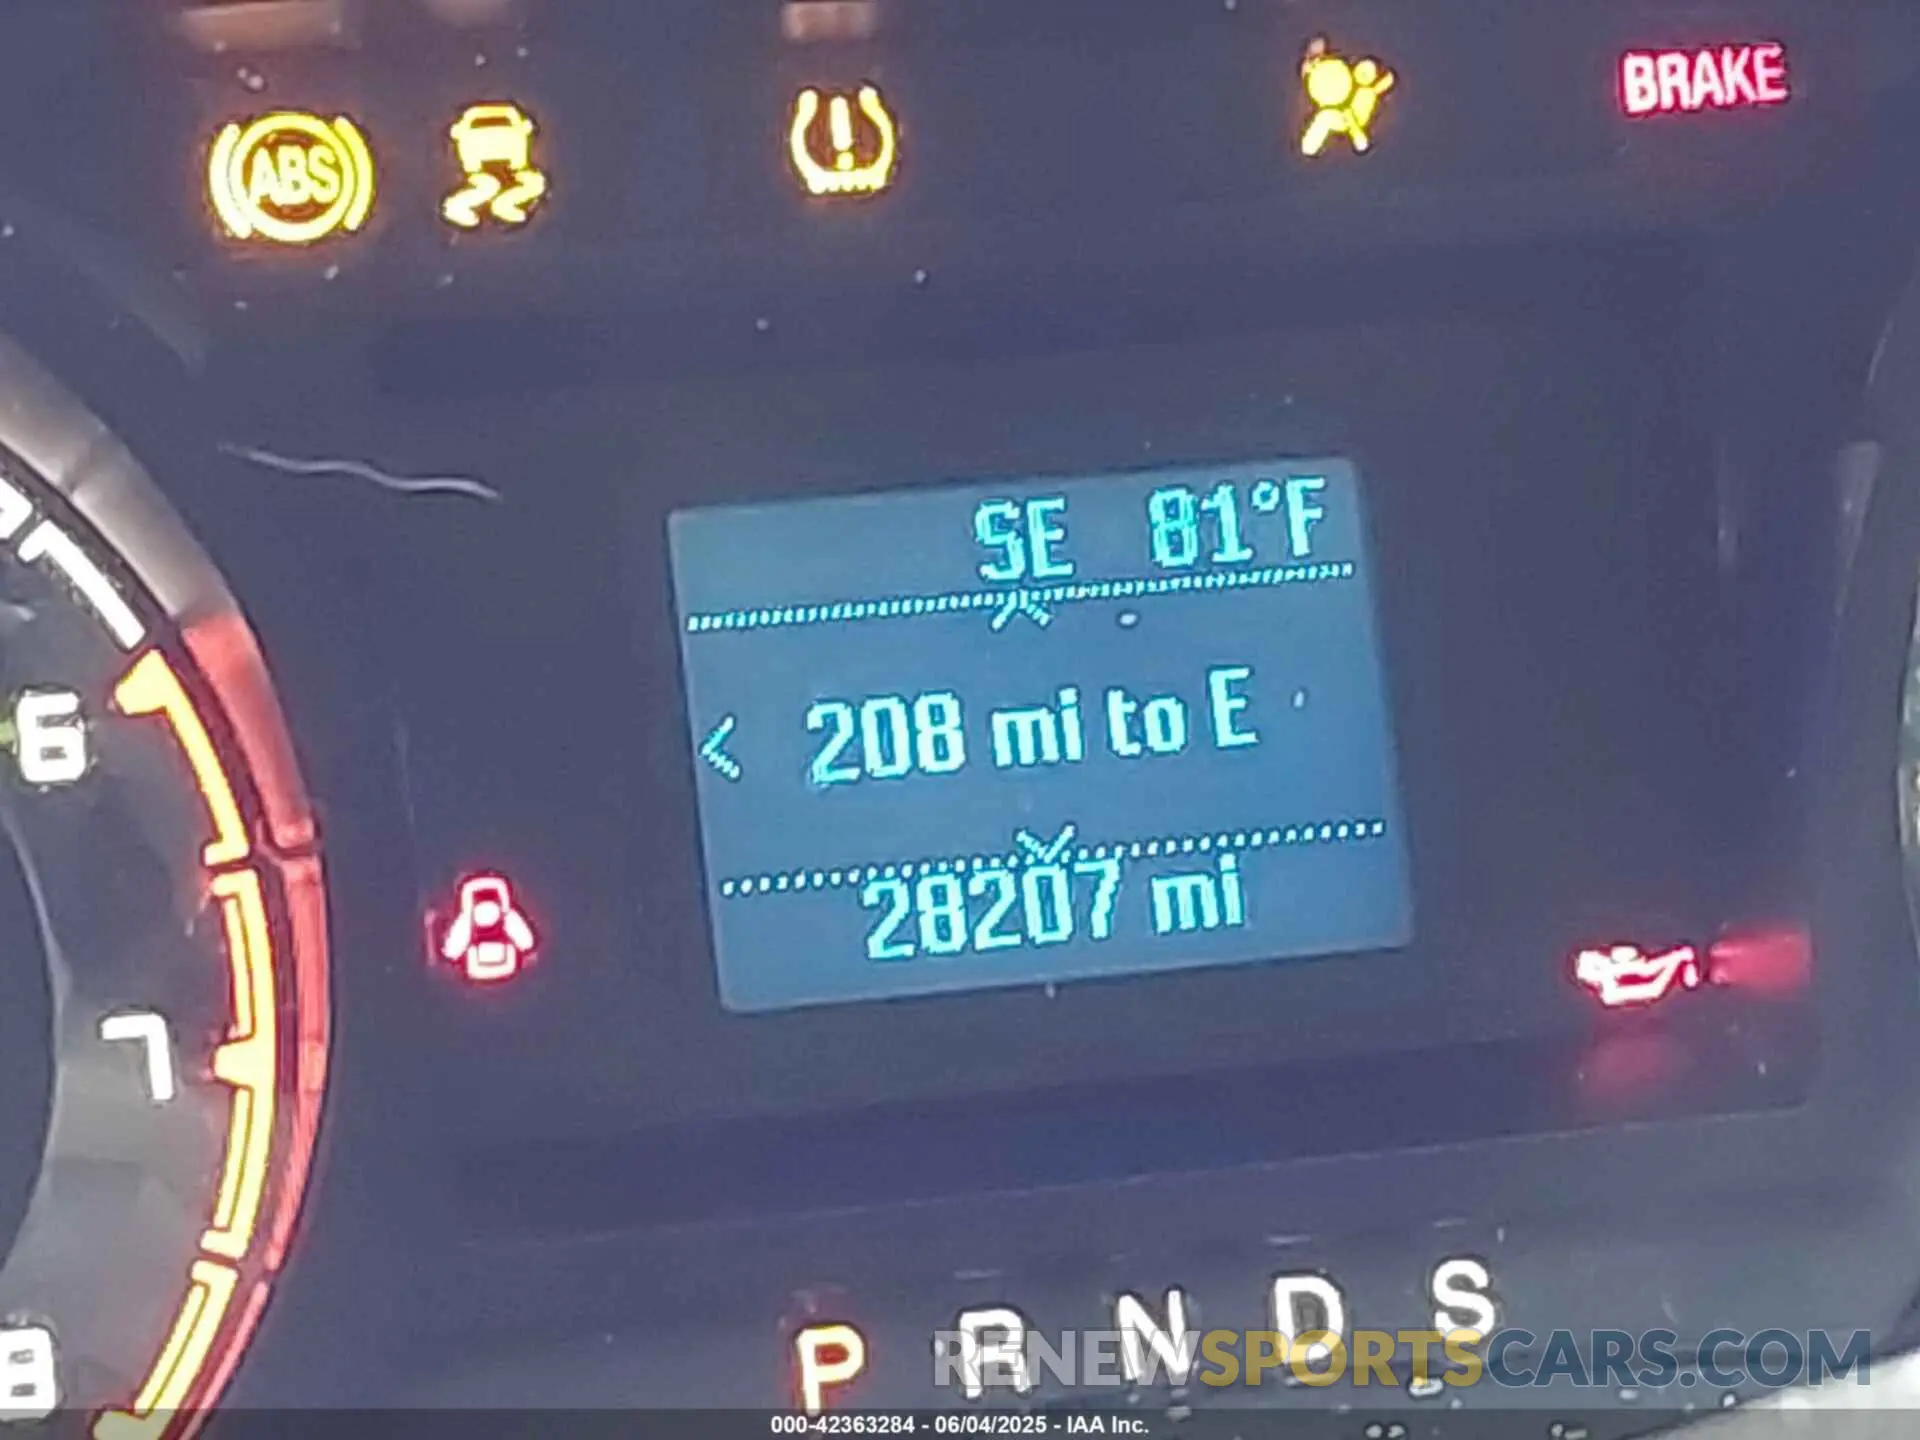 BRAKE
ABS
SE 81°F
< 208 mi to E
28207 mi
6
7
8
P R N D S
RENEWSPORTSCARS.COM
000-42363284 - 06/04/2025 - IAA Inc.